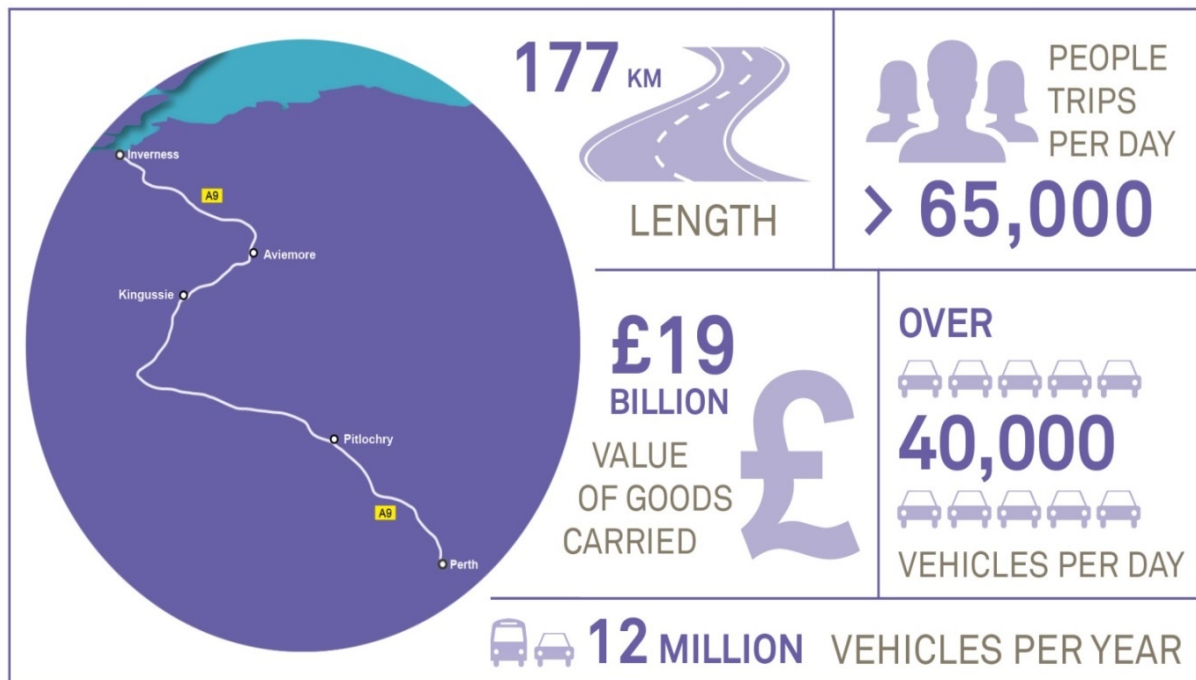 Inverness
A9
Aviemore
Kingussie
Pitlochry
A9
Perth
177 KM
LENGTH
PEOPLE
TRIPS
PER DAY
> 65,000
£19
BILLION
VALUE
OF GOODS
CARRIED
£
OVER
40,000
VEHICLES PER DAY
12 MILLION VEHICLES PER YEAR